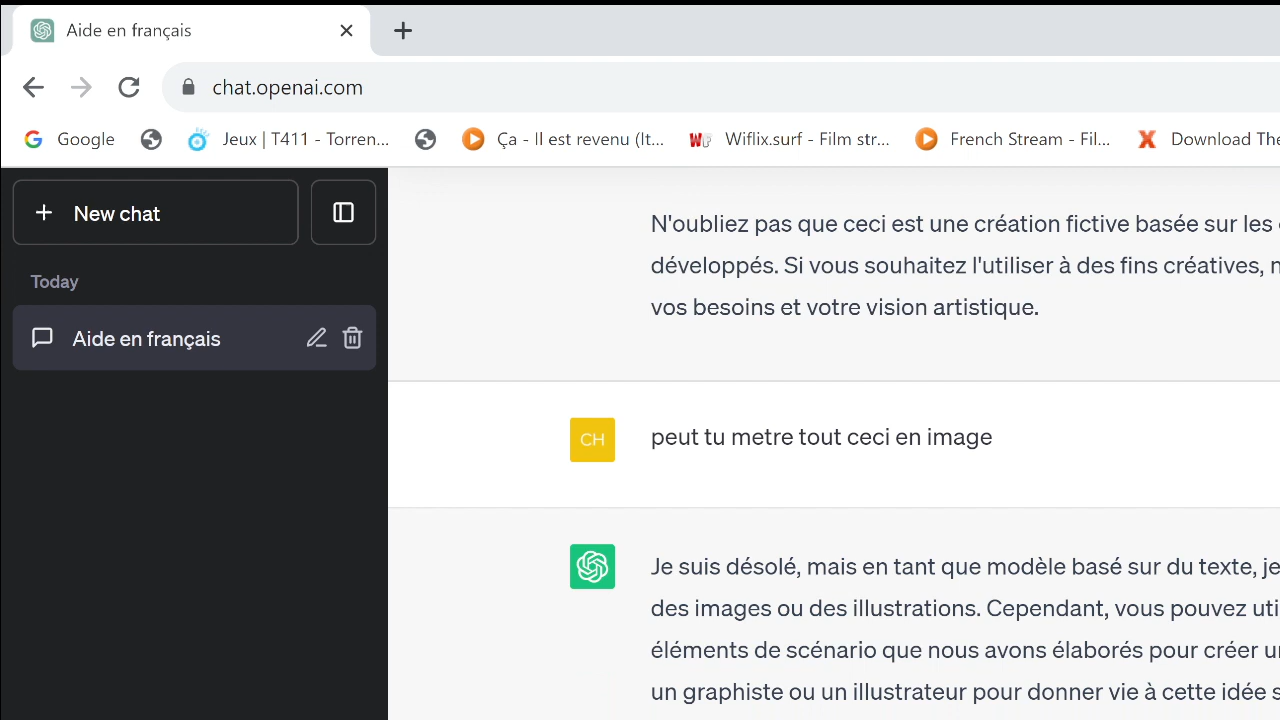 Aide en français
chat.openai.com
Google Jeux | T411 - Torren... Ça - Il est revenu (It... Wiflix.surf - Film str... French Stream - Fil... Download The
New chat
Today
Aide en français
N'oubliez pas que ceci est une création fictive basée sur les
développés. Si vous souhaitez l'utiliser à des fins créatives,
vos besoins et votre vision artistique.
CH peut tu metre tout ceci en image
Je suis désolé, mais en tant que modèle basé sur du texte, je
des images ou des illustrations. Cependant, vous pouvez uti
éléments de scénario que nous avons élaborés pour créer
un graphiste ou un illustrateur pour donner vie à cette idée